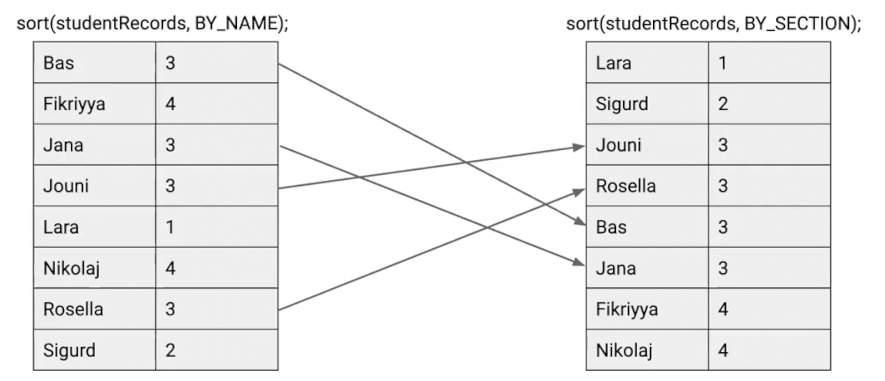 sort(studentRecords, BY_NAME);
Bas 3
Fikriyya 4
Jana 3
Jouni 3
Lara 1
Nikolaj 4
Rosella 3
Sigurd 2
sort(studentRecords, BY_SECTION);
Lara 1
Sigurd 2
Jouni 3
Rosella 3
Bas 3
Jana 3
Fikriyya 4
Nikolaj 4